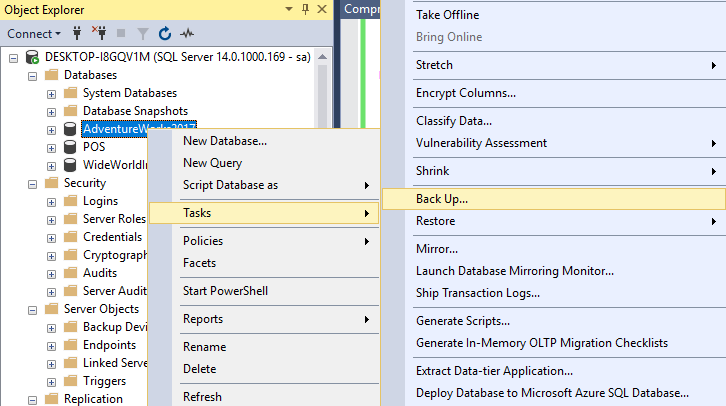 Object Explorer
Connect
DESKTOP-I8GQV1M (SQL Server 14.0.1000.169 - sa)
Databases
System Databases
Database Snapshots
AdventureWorks2017
POS
WideWorldIn
Security
Logins
Server Roles
Credentials
Cryptograph
Audits
Server Audit
Server Objects
Backup Devi
Endpoints
Linked Serve
Triggers
Replication
New Database...
New Query
Script Database as
Tasks
Policies
Facets
Start PowerShell
Reports
Rename
Delete
Refresh
Compr
Take Offline
Bring Online
Stretch
Encrypt Columns...
Classify Data...
Vulnerability Assessment
Shrink
Back Up...
Restore
Mirror...
Launch Database Mirroring Monitor...
Ship Transaction Logs...
Generate Scripts...
Generate In-Memory OLTP Migration Checklists
Extract Data-tier Application...
Deploy Database to Microsoft Azure SQL Database...